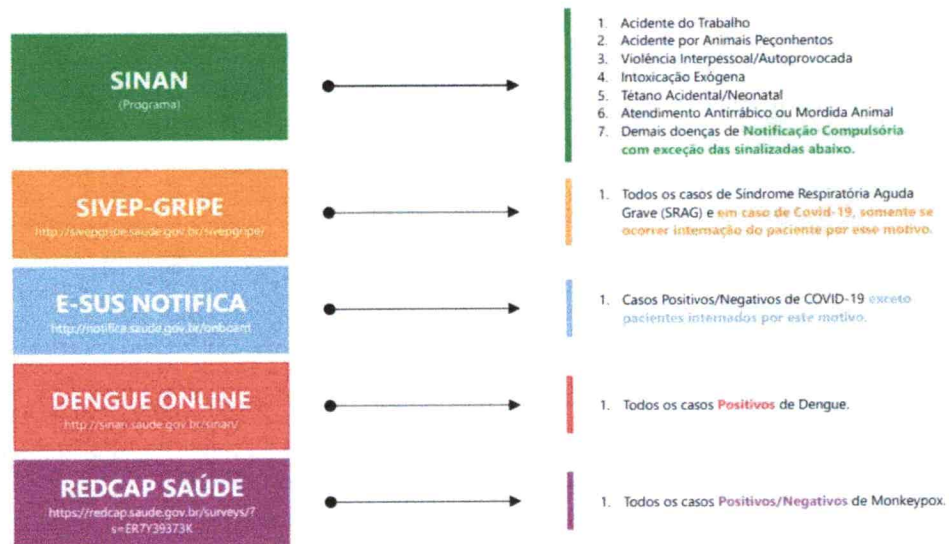 SINAN
(Programa)
1. Acidente do Trabalho
2. Acidente por Animais Peçonhentos
3. Violência Interpessoal/Autoprovocada
4. Intoxicação Exógena
5. Tétano Acidental/Neonatal
6. Atendimento Antirrábico ou Mordida Animal
7. Demais doenças de Notificação Compulsória
com exceção das sinalizadas abaixo.
SIVEP-GRIPE
http://sivepgripe.saude.gov.br/sivepgripe/
1. Todos os casos de Síndrome Respiratória Aguda
Grave (SRAG) e em caso de Covid-19, somente se
ocorrer internação do paciente por esse motivo.
E-SUS NOTIFICA
http://notifica.saude.gov.br/onboard
1. Casos Positivos/Negativos de COVID-19 exceto
pacientes internados por este motivo.
DENGUE ONLINE
http://sinan.saude.gov.br/sinan/
1. Todos os casos Positivos de Dengue.
REDCAP SAÚDE
https://redcap.saude.gov.br/surveys/?
s=ER7Y39373K
1. Todos os casos Positivos/Negativos de Monkeypox.